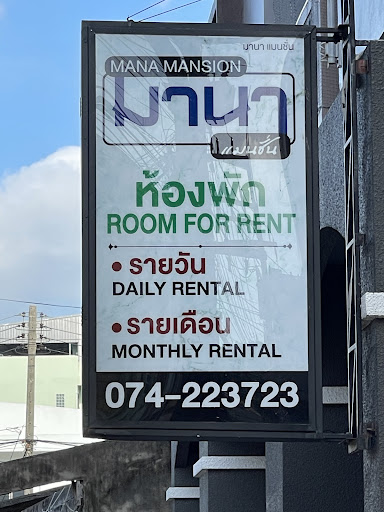 มานา แมนชั่น
MANA MANSION
มานา
แมนชั่น
ห้องพัก
ROOM FOR RENT
• รายวัน
DAILY RENTAL
• รายเดือน
MONTHLY RENTAL
074-223723